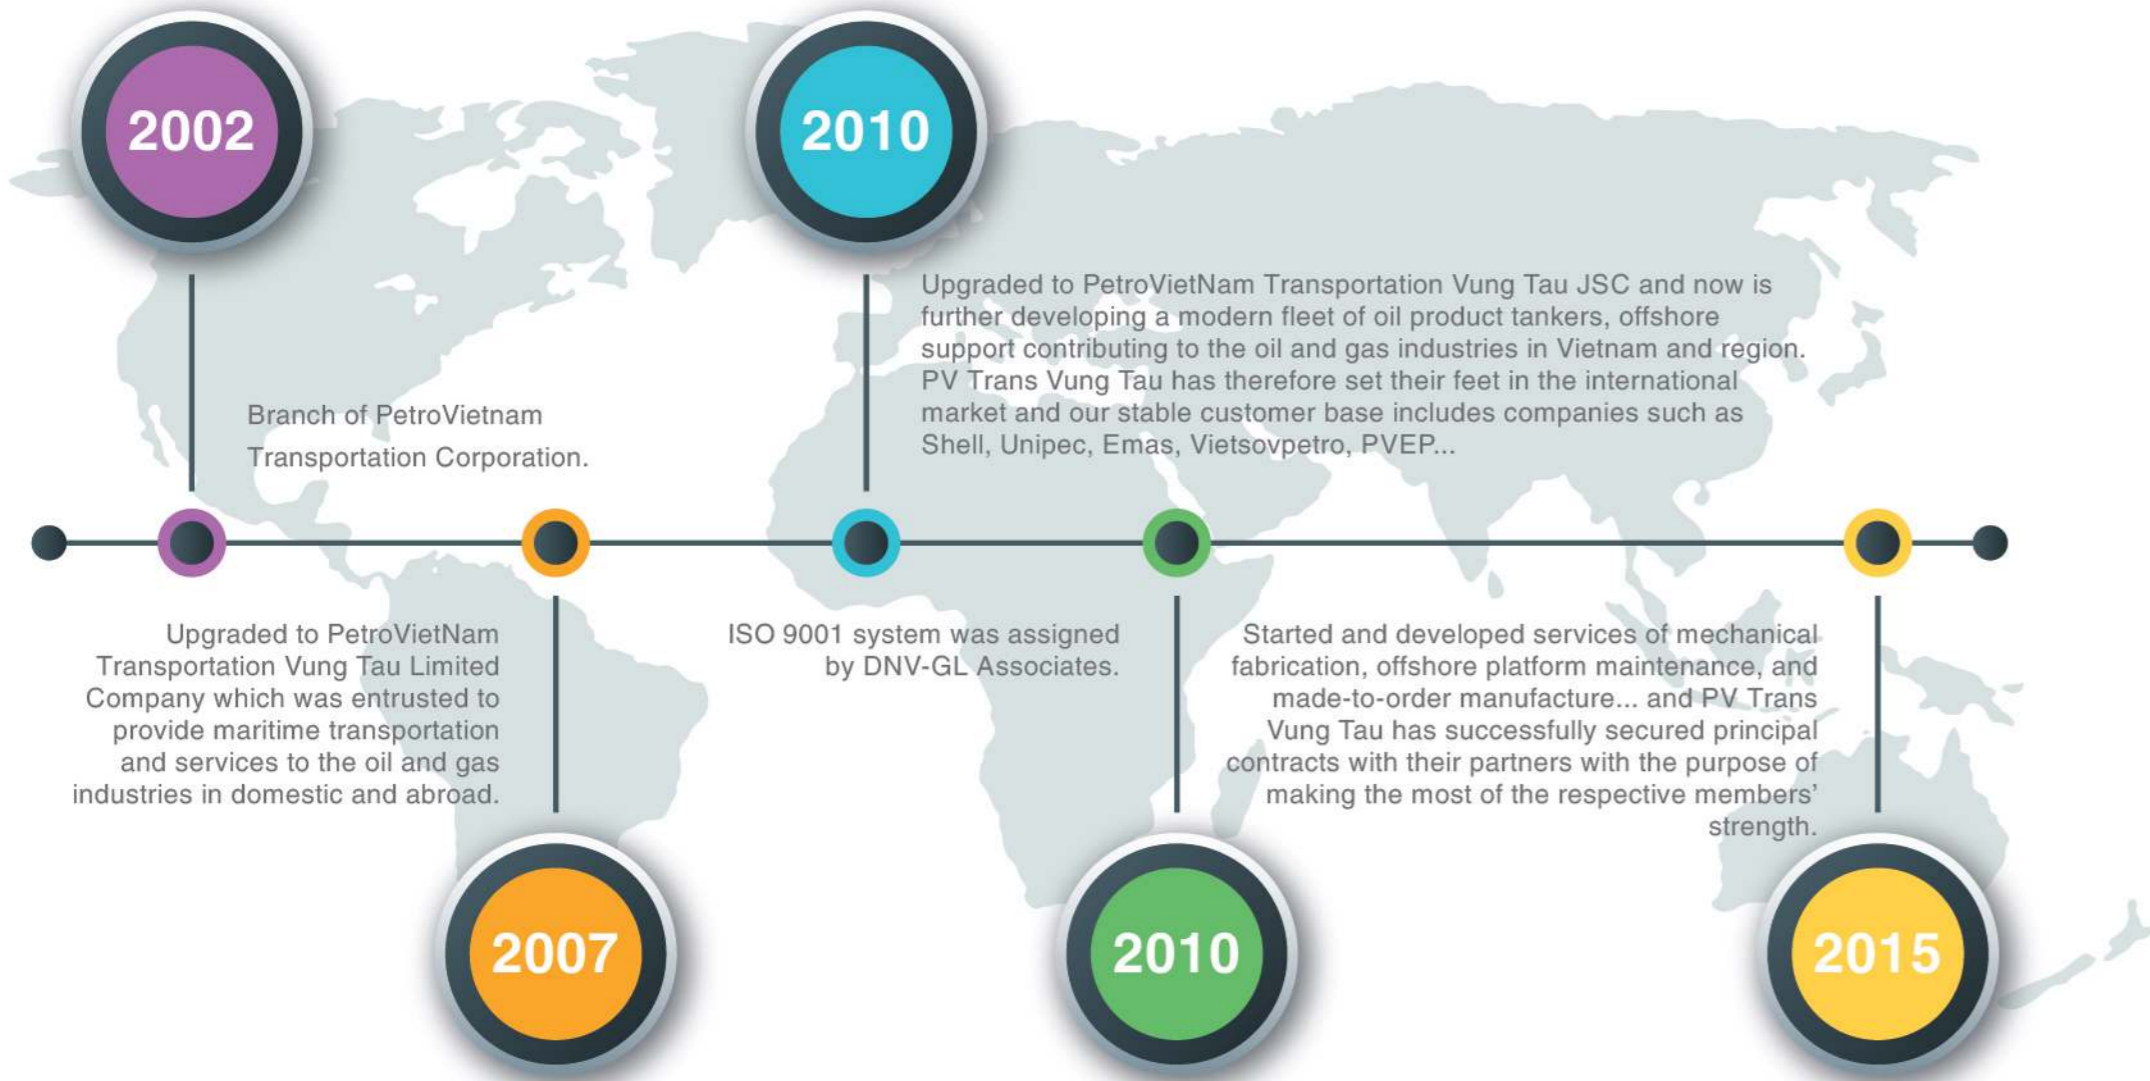 2002
Branch of PetroVietnam
Transportation Corporation.
Upgraded to PetroVietNam
Transportation Vung Tau Limited
Company which was entrusted to
provide maritime transportation
and services to the oil and gas
industries in domestic and abroad.
2007
2010
Upgraded to PetroVietNam Transportation Vung Tau JSC and now is
further developing a modern fleet of oil product tankers, offshore
support contributing to the oil and gas industries in Vietnam and region.
PV Trans Vung Tau has therefore set their feet in the international
market and our stable customer base includes companies such as
Shell, Unipec, Emas, Vietsovpetro, PVEP...
ISO 9001 system was assigned
by DNV-GL Associates.
2010
Started and developed services of mechanical
fabrication, offshore platform maintenance, and
made-to-order manufacture... and PV Trans
Vung Tau has successfully secured principal
contracts with their partners with the purpose of
making the most of the respective members’
strength.
2015